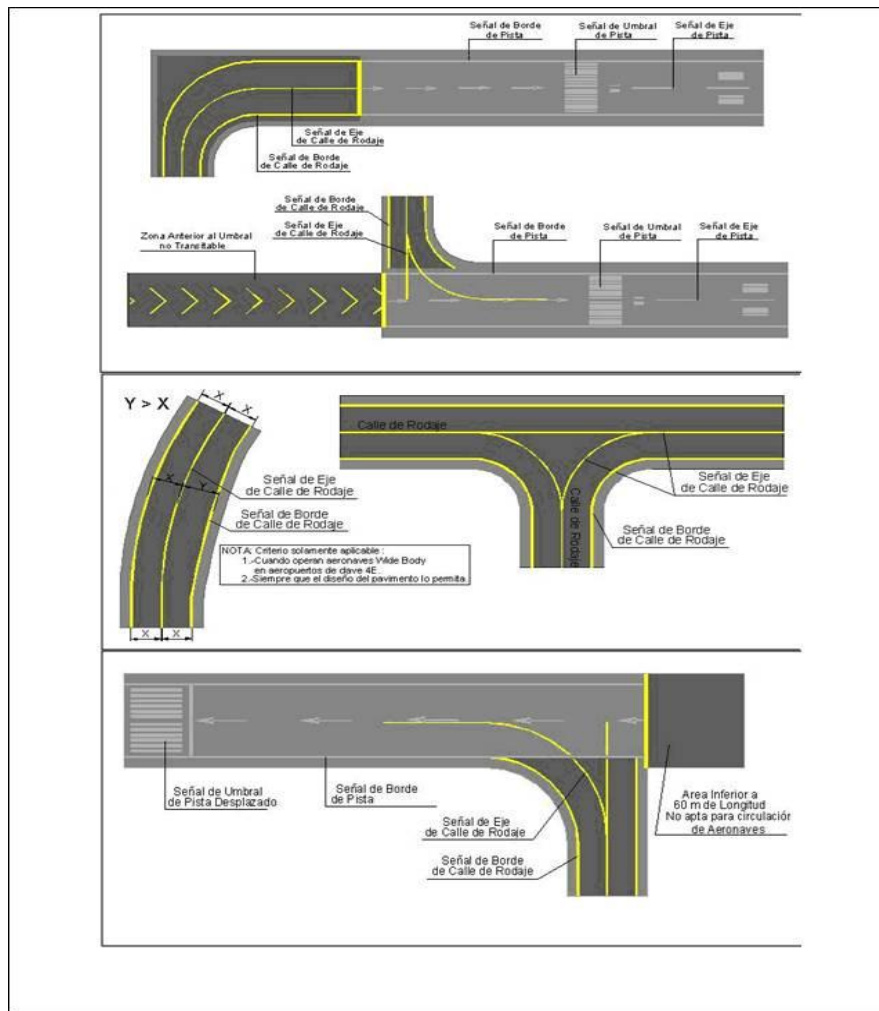 Señal de Borde
de Pista
Señal de Umbral
de Pista
Señal de Eje
de Pista
Señal de Eje
de Calle de Rodaje
Señal de Borde
de Calle de Rodaje
Señal de Borde
de Calle de Rodaje
Señal de Eje
de Calle de Rodaje
Zona Anterior al Umbral
no Transitable
Señal de Borde
de Pista
Señal de Umbral
de Pista
Señal de Eje
de Pista
Y > X
X
X
X
Y
Señal de Eje
de Calle de Rodaje
Señal de Borde
de Calle de Rodaje
NOTA: Criterio solamente aplicable :
1.-Cuando operan aeronaves Wide Body
en aeropuertos de clave 4E.
2.-Siempre que el diseño del pavimento lo permita.
X
X
Calle de Rodaje
Calle de Rodaje
Señal de Eje
de Calle de Rodaje
Señal de Borde
de Calle de Rodaje
Señal de Umbral
de Pista Desplazado
Señal de Borde
de Pista
Señal de Eje
de Calle de Rodaje
Señal de Borde
de Calle de Rodaje
Area Inferior a
60 m de Longitud
No apta para circulación
de Aeronaves